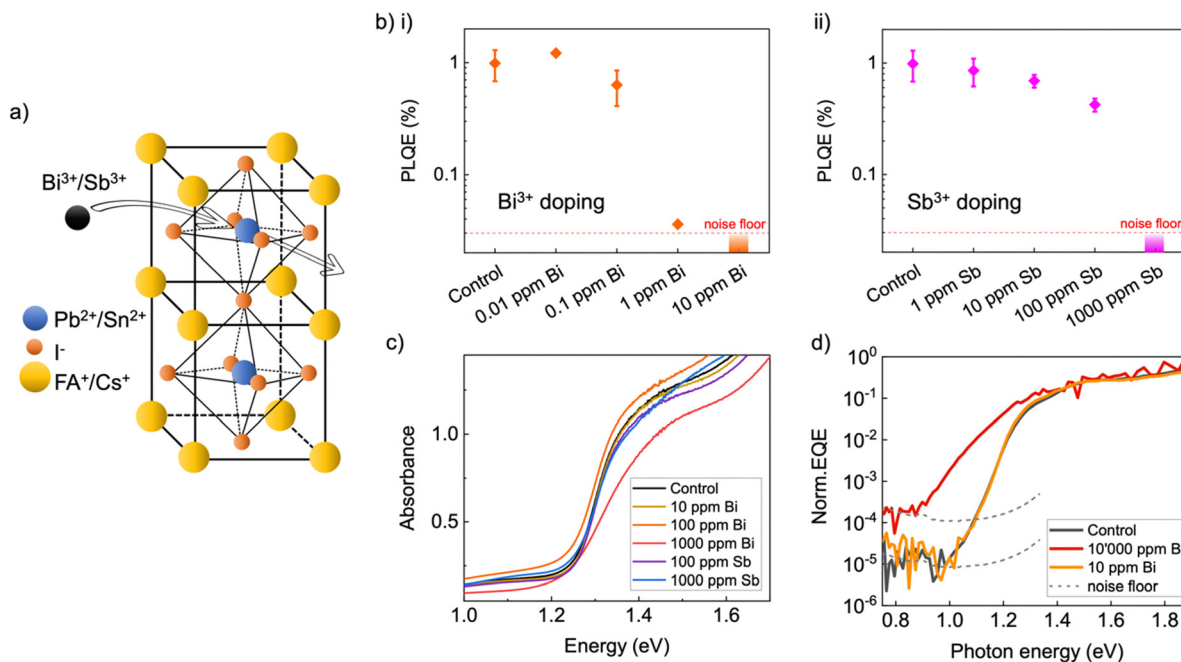 a)
Bi³⁺/Sb³⁺
Pb²⁺/Sn²⁺
I⁻
FA⁺/Cs⁺
b) i)
PLQE (%)
1
0.1
Bi³⁺ doping
noise floor
Control
0.01 ppm Bi
0.1 ppm Bi
1 ppm Bi
10 ppm Bi
ii)
PLQE (%)
1
0.1
Sb³⁺ doping
noise floor
Control
1 ppm Sb
10 ppm Sb
100 ppm Sb
1000 ppm Sb
c)
Absorbance
1.0
0.5
Control
10 ppm Bi
100 ppm Bi
1000 ppm Bi
100 ppm Sb
1000 ppm Sb
1.0 1.2 1.4 1.6
Energy (eV)
d)
Norm.EQE
10⁰
10⁻¹
10⁻²
10⁻³
10⁻⁴
10⁻⁵
10⁻⁶
Control
10'000 ppm B
10 ppm Bi
noise floor
0.8 1.0 1.2 1.4 1.6 1.8
Photon energy (eV)